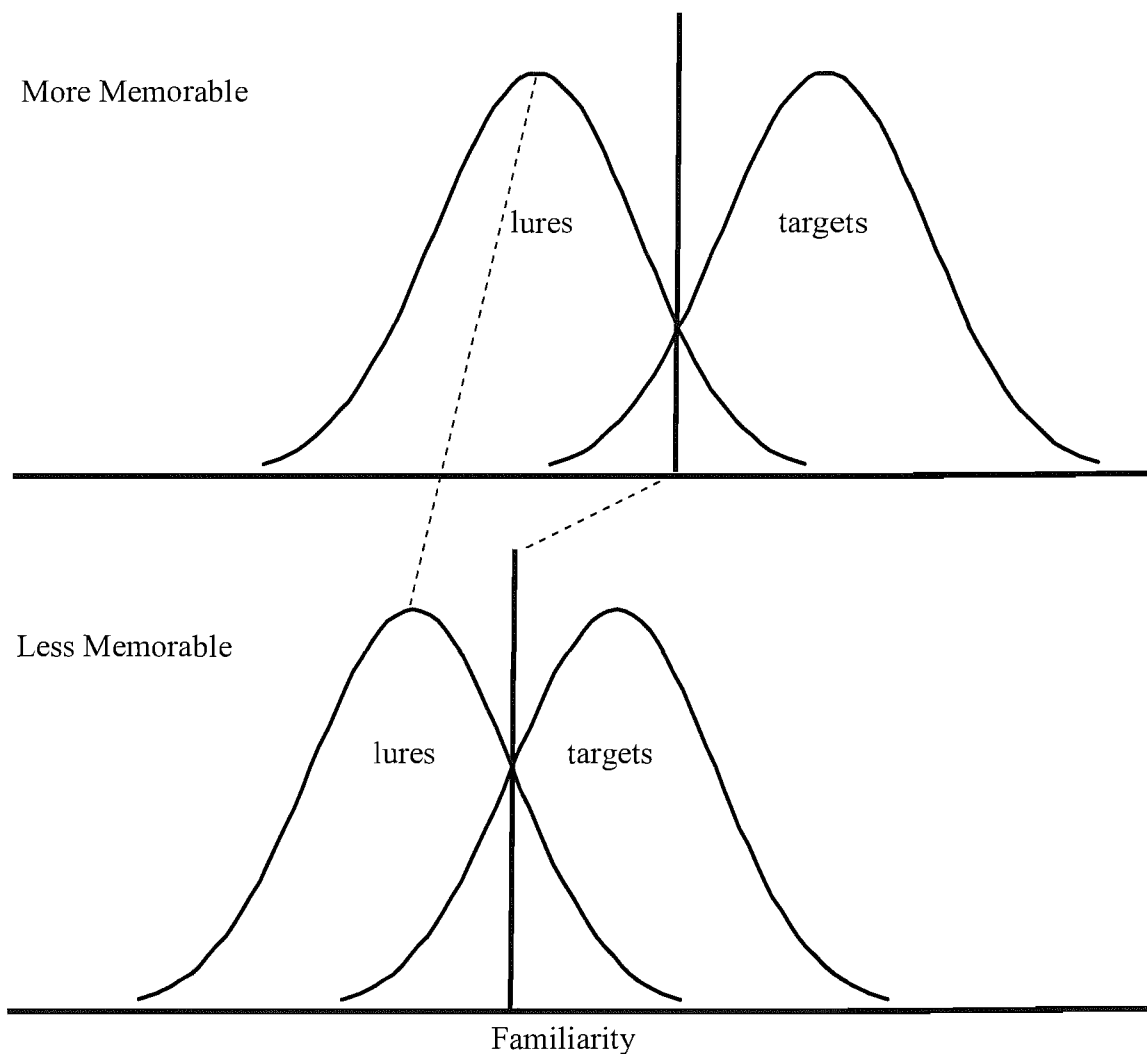 More Memorable
lures
targets
Less Memorable
lures
targets
Familiarity